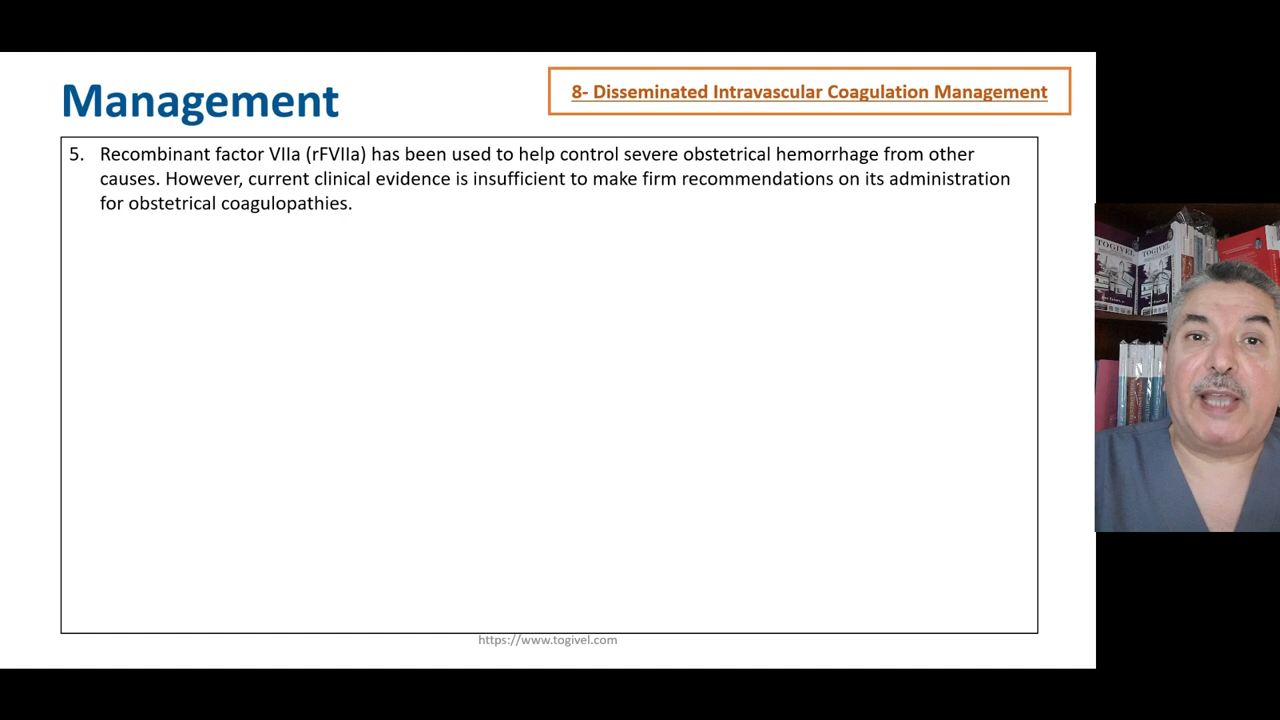 Management
8- Disseminated Intravascular Coagulation Management
5. Recombinant factor VIIa (rFVIIa) has been used to help control severe obstetrical hemorrhage from other
causes. However, current clinical evidence is insufficient to make firm recommendations on its administration
for obstetrical coagulopathies.
https://www.togivel.com
TOGIVEL
TOGIVEL